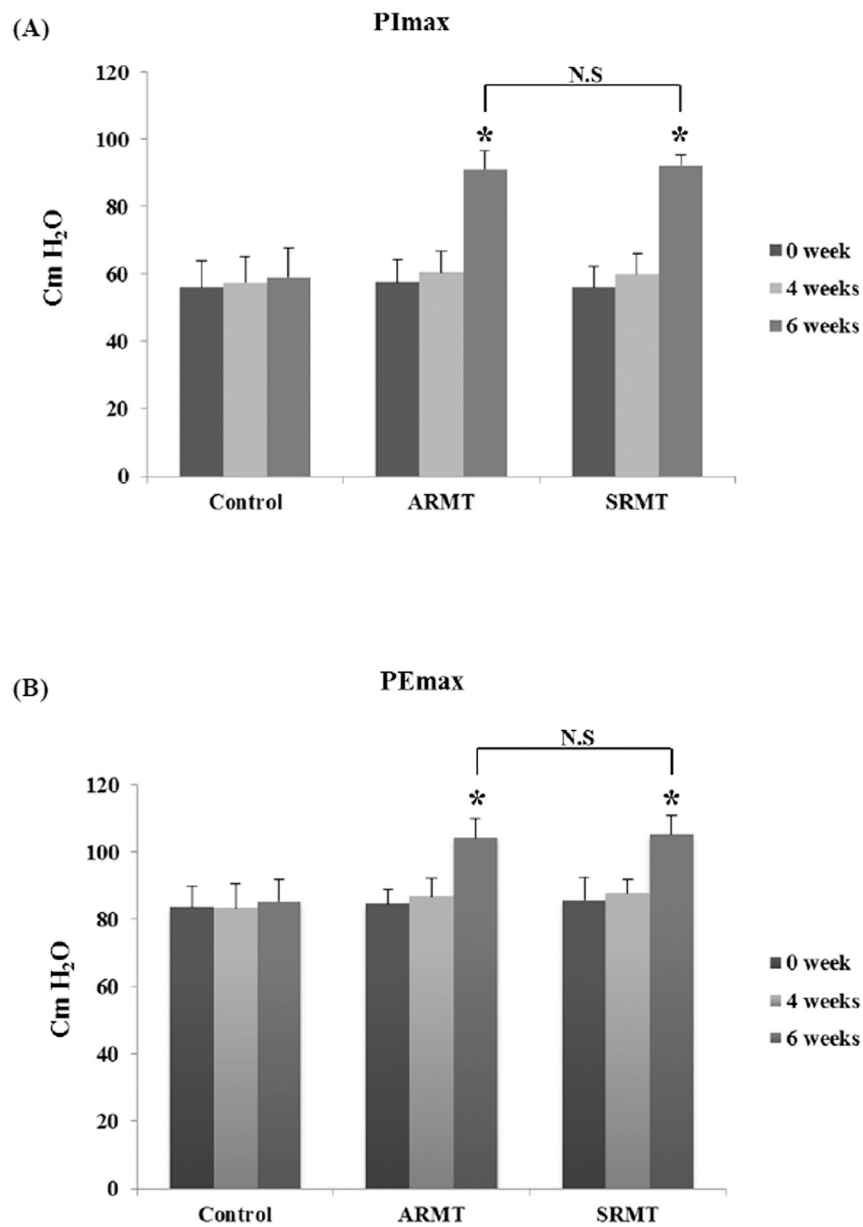 (A)
PImax
N.S
120
*
*
100
80
Cm H₂O
60
40
20
0
0 week
4 weeks
6 weeks
Control
ARMT
SRMT
(B)
PEmax
N.S
120
*
*
100
80
Cm H₂O
60
40
20
0
0 week
4 weeks
6 weeks
Control
ARMT
SRMT